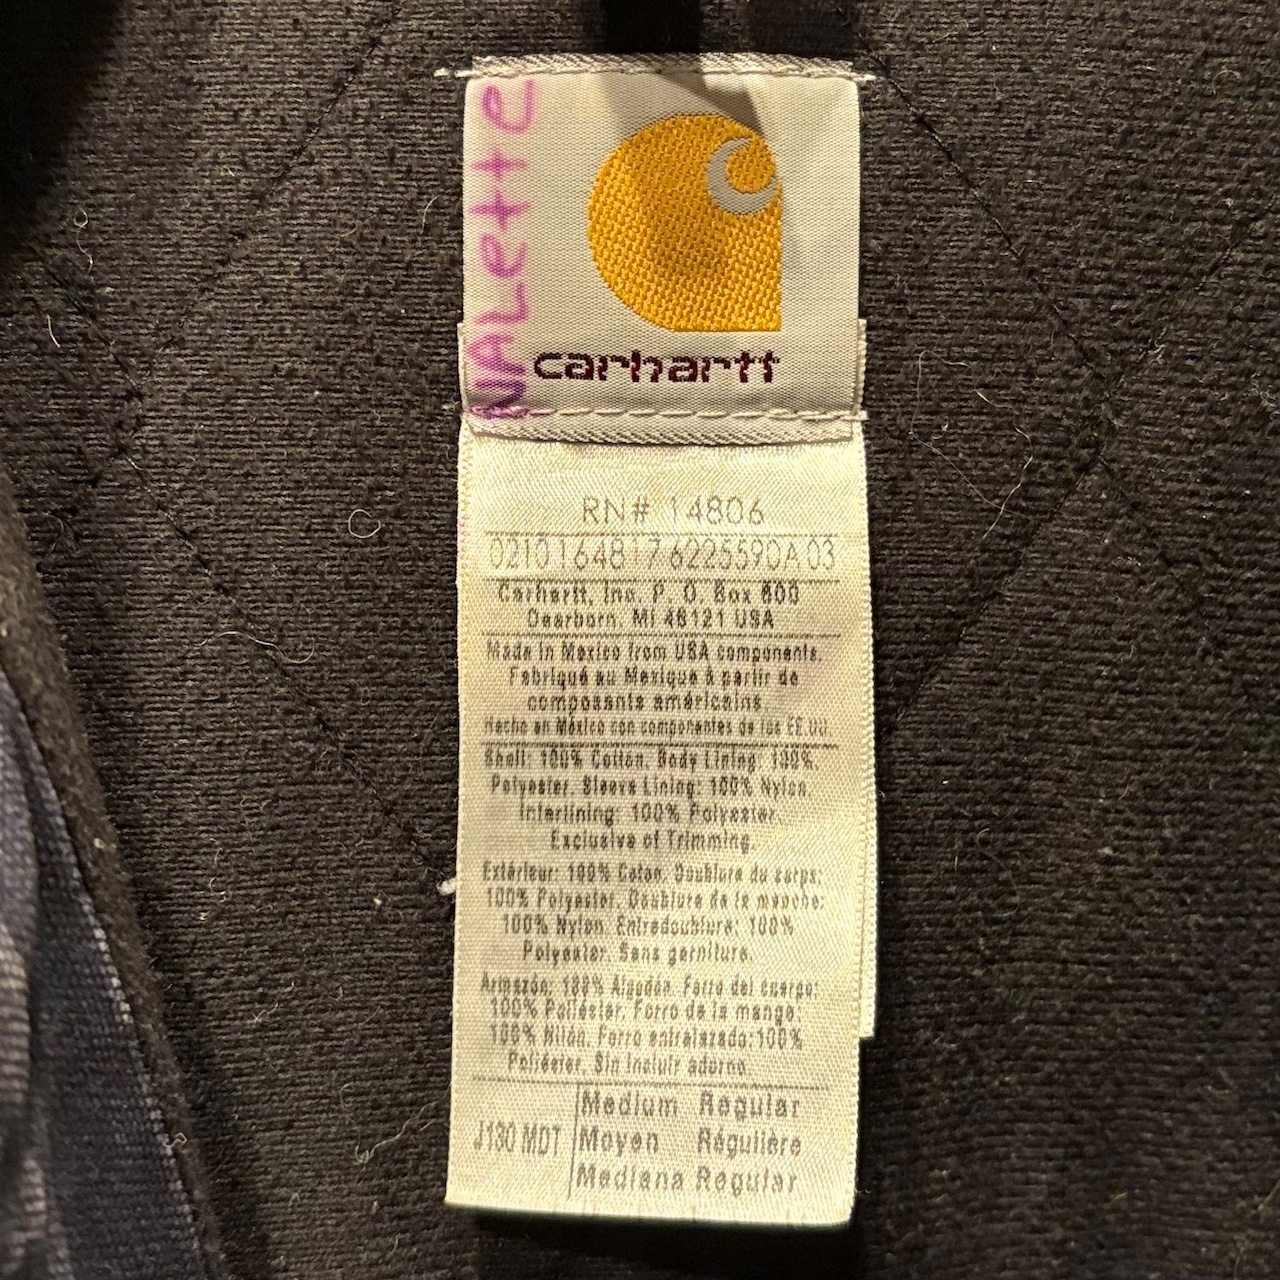 NALette
carhartt
RN# 14806
0210164817 6225590A 03
Carhartt, Inc. P. O. Box 600
Dearborn, MI 48121 USA
Made in Mexico from USA components.
Fabriqué au Mexique à partir de
composants américains.
Hecho en México con componentes de los EE.UU.
Shell: 100% Cotton. Body Lining: 100%
Polyester. Sleeve Lining: 100% Nylon.
Interlining: 100% Polyester.
Exclusive of Trimming.
Extérieur: 100% Coton. Doublure du corps:
100% Polyester. Doublure de la manche:
100% Nylon. Entredoublure: 100%
Polyester. Sans garniture.
Armazón: 100% Algodón. Forro del cuerpo:
100% Poliéster. Forro de la manga:
100% Nilón. Forro entrelazado:100%
Poliéster. Sin incluir adorno.
J130 MDT
Medium Regular
Moyen Régulière
Mediana Regular